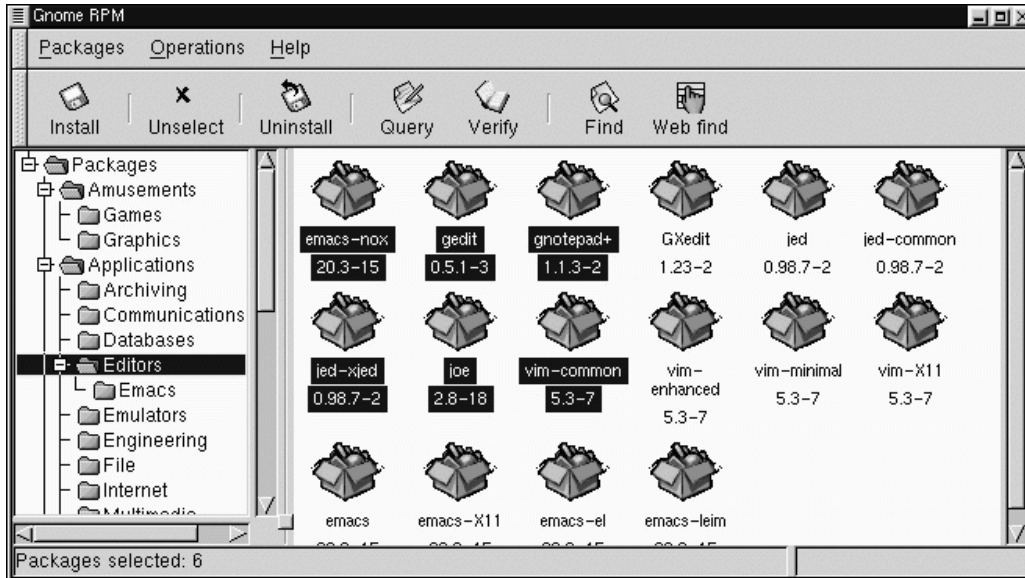 Gnome RPM
Packages Operations Help
Install Unselect Uninstall Query Verify Find Web find
Packages
Amusements
Games
Graphics
Applications
Archiving
Communications
Databases
Editors
Emacs
Emulators
Engineering
File
Internet
Multimedia
emacs-nox gedit gnotepad+ GXedit jed jed-common
20.3-15 0.5.1-3 1.1.3-2 1.23-2 0.98.7-2 0.98.7-2
jed-xjed joe vim-common vim-enhanced vim-minimal vim-X11
0.98.7-2 2.8-18 5.3-7 5.3-7 5.3-7 5.3-7
emacs emacs-X11 emacs-el emacs-leim
Packages selected: 6